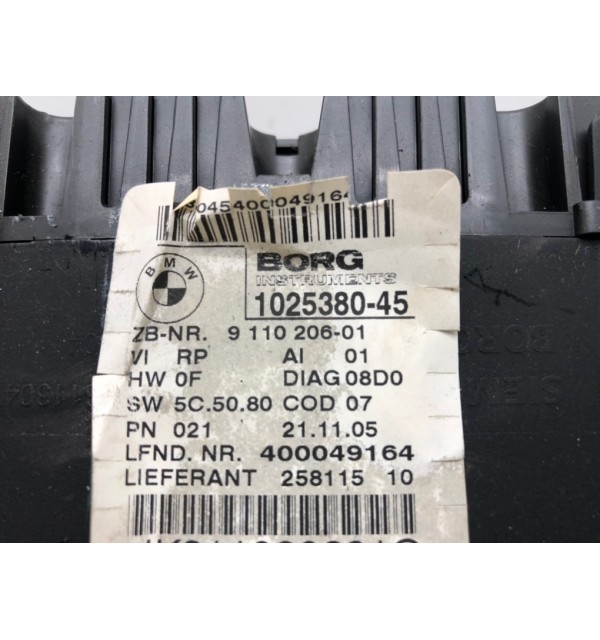 045400049164
BMW
BORG
INSTRUMENTS
1025380-45
ZB-NR. 9 110 206-01
VI RP AI 01
HW 0F DIAG 08D0
SW 5C.50.80 COD 07
PN 021 21.11.05
LFND. NR. 400049164
LIEFERANT 258115 10